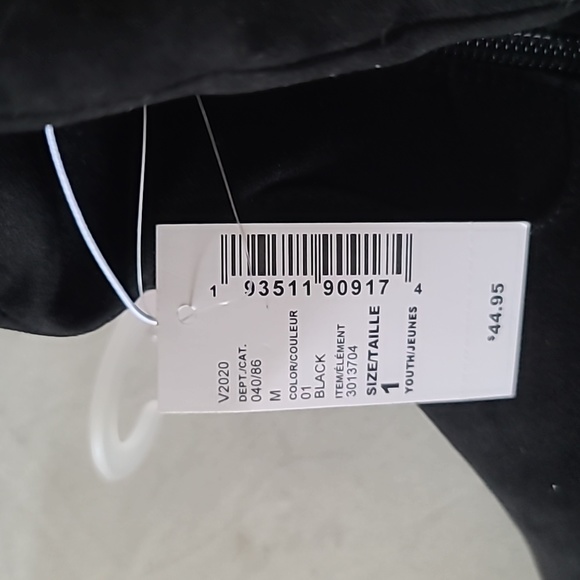 1 93511 90917 4
V2020
DEPT./CAT.
040/86
M
COLOR/COULEUR
01
BLACK
ITEM/ÉLÉMENT
3013704
SIZE/TAILLE
1
YOUTH/JEUNES
$44.95